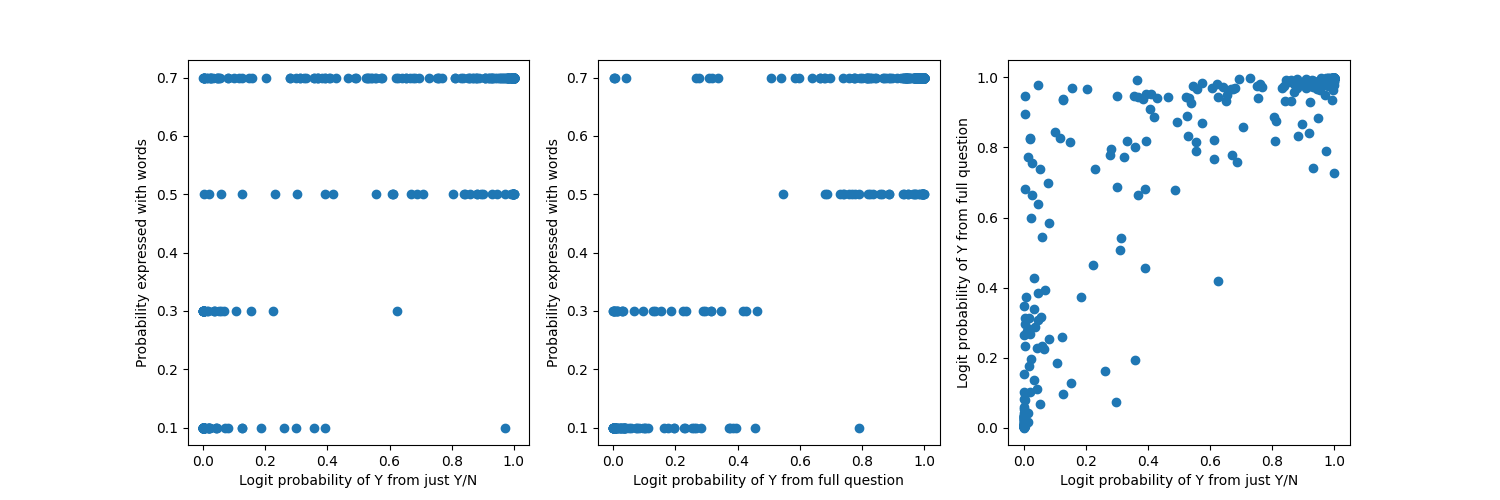 Probability expressed with words
0.7
0.6
0.5
0.4
0.3
0.2
0.1
0.0 0.2 0.4 0.6 0.8 1.0
Logit probability of Y from just Y/N
Probability expressed with words
0.7
0.6
0.5
0.4
0.3
0.2
0.1
0.0 0.2 0.4 0.6 0.8 1.0
Logit probability of Y from full question
Logit probability of Y from full question
1.0
0.8
0.6
0.4
0.2
0.0
0.0 0.2 0.4 0.6 0.8 1.0
Logit probability of Y from just Y/N